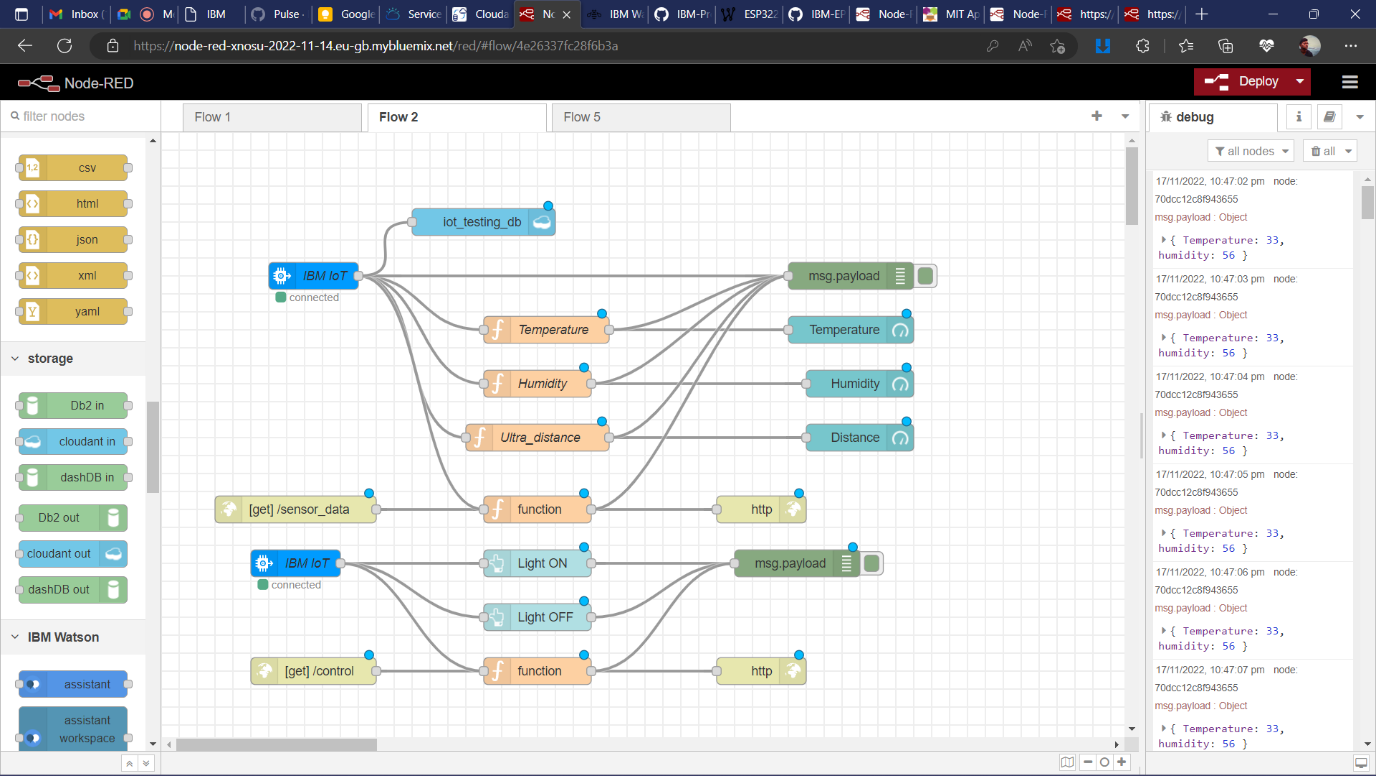 Inbox (
M
IBM
Pulse -
Google
Service
Clouda
No
IBM W
IBM-Pr
ESP322
IBM-EP
Node-F
MIT Ap
Node-F
https:/
https:/
https://node-red-xnosu-2022-11-14.eu-gb.mybluemix.net/red/#flow/4e26337fc28f6b3a
Node-RED
Deploy
filter nodes
Flow 1
Flow 2
Flow 5
debug
i
all nodes
all
csv
html
json
xml
yaml
storage
Db2 in
cloudant in
dashDB in
Db2 out
cloudant out
dashDB out
IBM Watson
assistant
assistant
workspace
iot_testing_db
IBM IoT
connected
msg.payload
Temperature
Temperature
Humidity
Humidity
Ultra_distance
Distance
[get] /sensor_data
function
http
IBM IoT
connected
Light ON
msg.payload
Light OFF
[get] /control
function
http
17/11/2022, 10:47:02 pm node:
70dcc12c8f943655
msg.payload : Object
{ Temperature: 33,
humidity: 56 }
17/11/2022, 10:47:03 pm node:
70dcc12c8f943655
msg.payload : Object
{ Temperature: 33,
humidity: 56 }
17/11/2022, 10:47:04 pm node:
70dcc12c8f943655
msg.payload : Object
{ Temperature: 33,
humidity: 56 }
17/11/2022, 10:47:05 pm node:
70dcc12c8f943655
msg.payload : Object
{ Temperature: 33,
humidity: 56 }
17/11/2022, 10:47:06 pm node:
70dcc12c8f943655
msg.payload : Object
{ Temperature: 33,
humidity: 56 }
17/11/2022, 10:47:07 pm node:
70dcc12c8f943655
msg.payload : Object
{ Temperature: 33,
humidity: 56 }